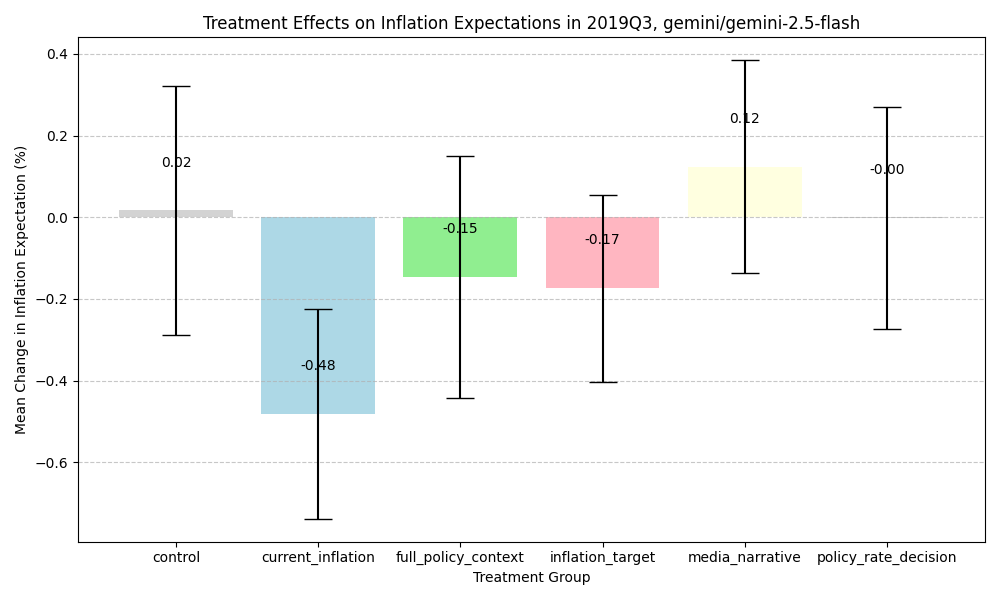 Treatment Effects on Inflation Expectations in 2019Q3, gemini/gemini-2.5-flash
Mean Change in Inflation Expectation (%)
0.4
0.2
0.0
−0.2
−0.4
−0.6
0.02
-0.48
-0.15
-0.17
0.12
-0.00
control
current_inflation
full_policy_context
inflation_target
media_narrative
policy_rate_decision
Treatment Group